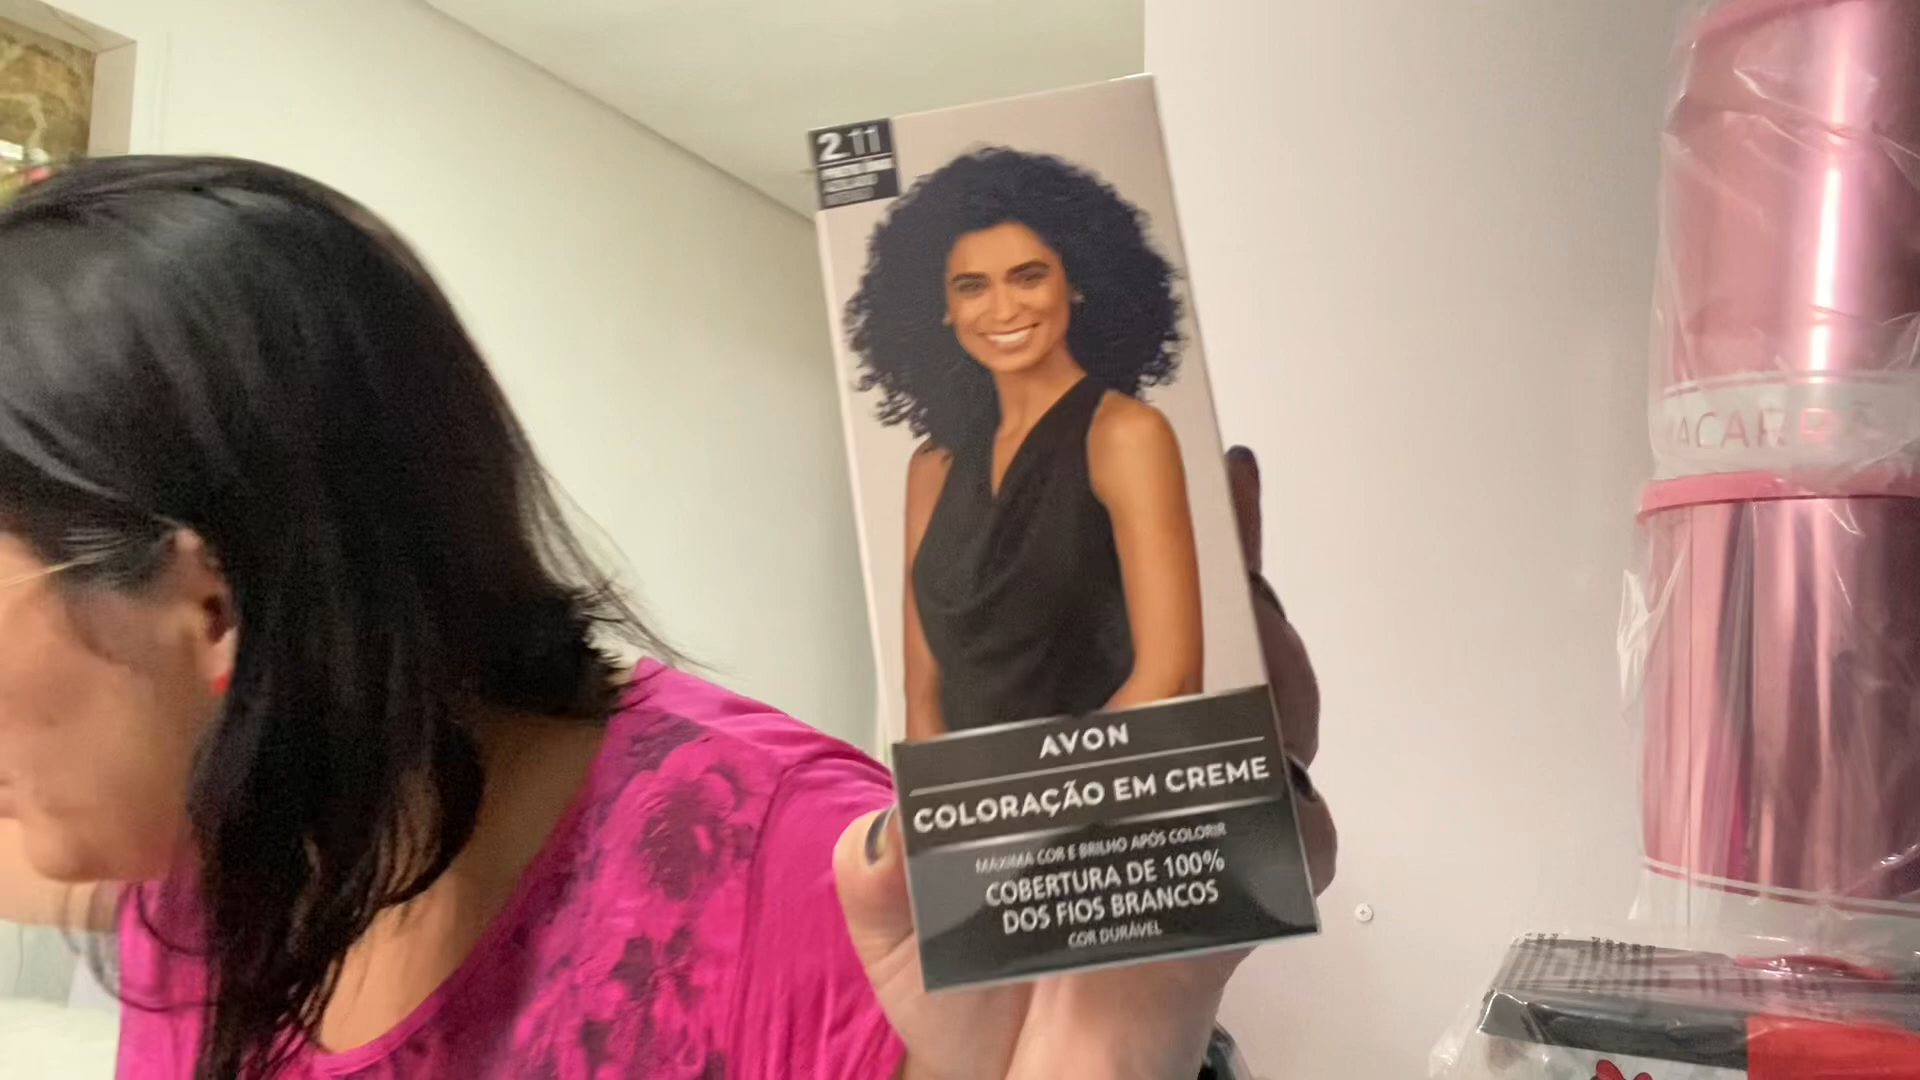 2.11
AVON
COLORAÇÃO EM CREME
MÁXIMA COR E BRILHO APÓS COLORIR
COBERTURA DE 100%
DOS FIOS BRANCOS
COR DURÁVEL